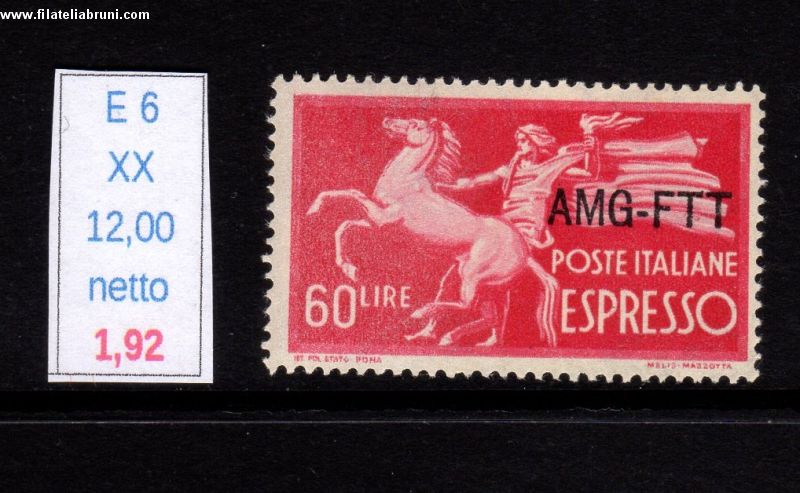 www.filateliabruni.com
E 6
XX
12,00
netto
1,92
AMG-FTT
POSTE ITALIANE
60 LIRE
ESPRESSO
IST. POL. STATO - ROMA
MELIS - MAZZOTTA